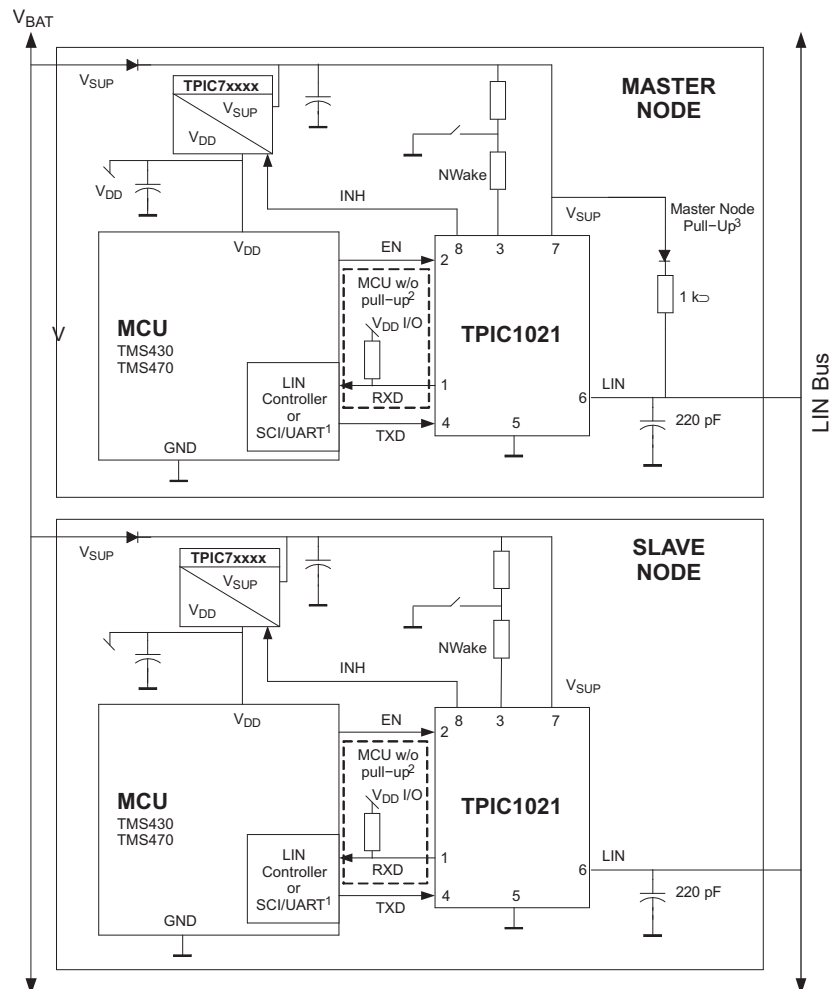 VBAT
VSUP
TPIC7xxxx
VSUP
VDD
MASTER
NODE
NWake
VDD
INH
VSUP
Master Node
Pull–Up³
VDD
EN
8
3
7
2
MCU w/o
pull–up²
VDD I/O
1 k⊃
V
MCU
TMS430
TMS470
TPIC1021
LIN
Controller
or
SCI/UART¹
1
RXD
6
LIN
4
TXD
5
220 pF
GND
LIN Bus
VSUP
TPIC7xxxx
VSUP
VDD
SLAVE
NODE
NWake
INH
VSUP
VDD
EN
8
3
7
2
MCU w/o
pull–up²
VDD I/O
MCU
TMS430
TMS470
TPIC1021
LIN
Controller
or
SCI/UART¹
1
RXD
6
LIN
4
TXD
5
220 pF
GND